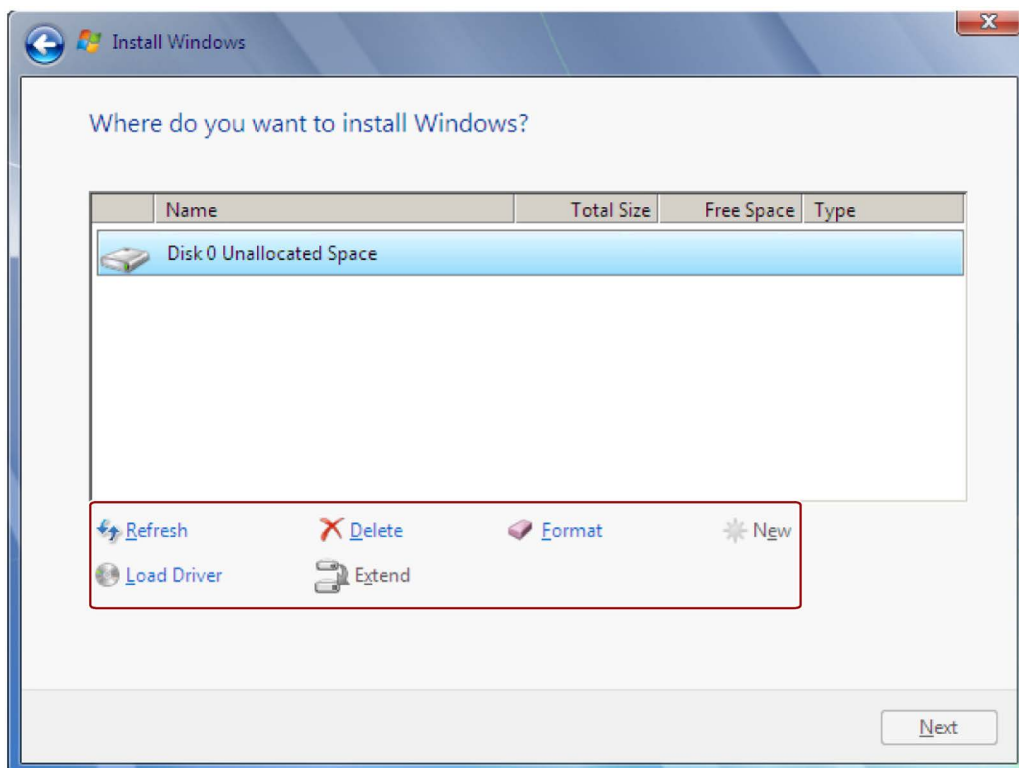 Install Windows
Where do you want to install Windows?
Name Total Size Free Space Type
Disk 0 Unallocated Space
Refresh Delete Format New
Load Driver Extend
Next